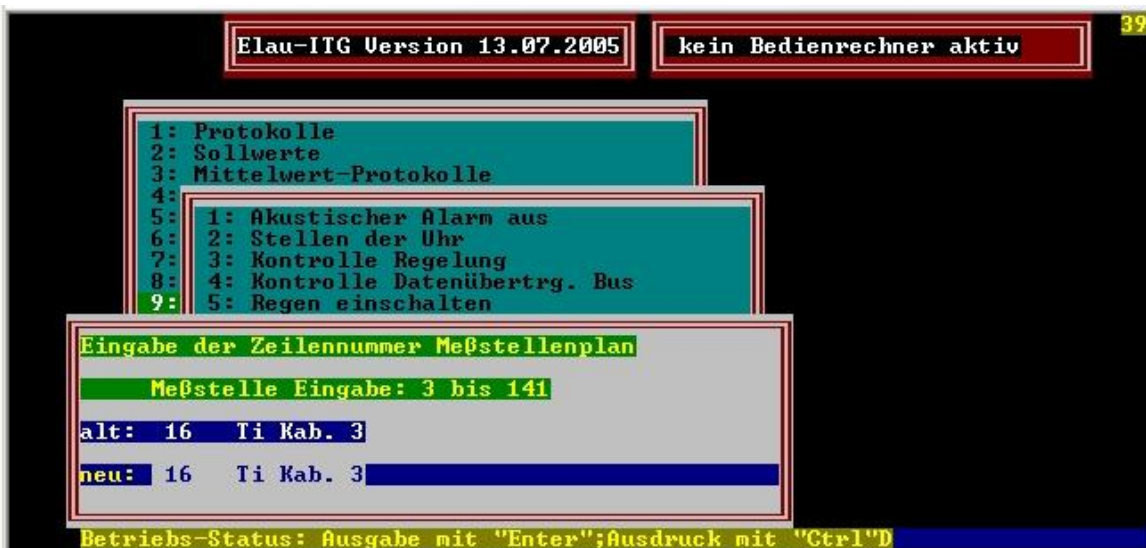 Elau-ITG Version 13.07.2005
kein Bedienrechner aktiv
39
1: Protokolle
2: Sollwerte
3: Mittelwert-Protokolle
4:
5:
6:
7:
8:
9:
1: Akustischer Alarm aus
2: Stellen der Uhr
3: Kontrolle Regelung
4: Kontrolle Datenübertrg. Bus
5: Regen einschalten
Eingabe der Zeilennummer Meßstellenplan
Meßstelle Eingabe: 3 bis 141
alt: 16 Ti Kab. 3
neu: 16 Ti Kab. 3
Betriebs-Status: Ausgabe mit "Enter";Ausdruck mit "Ctrl"D